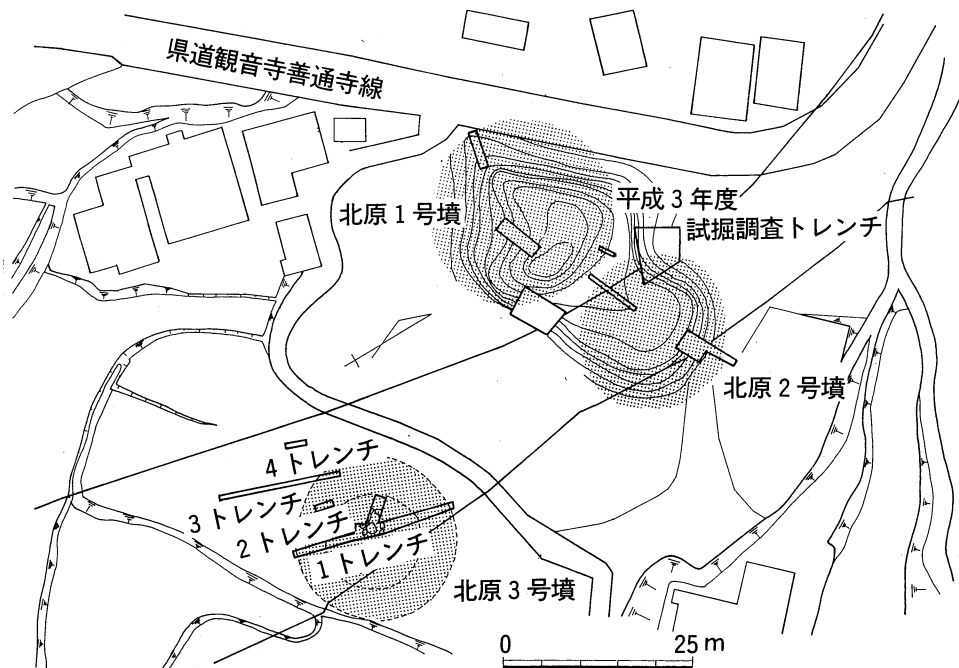 県道観音寺善通寺線
平成3年度
試掘調査トレンチ
北原1号墳
北原2号墳
4トレンチ
3トレンチ
2トレンチ
1トレンチ
北原3号墳
0 25m